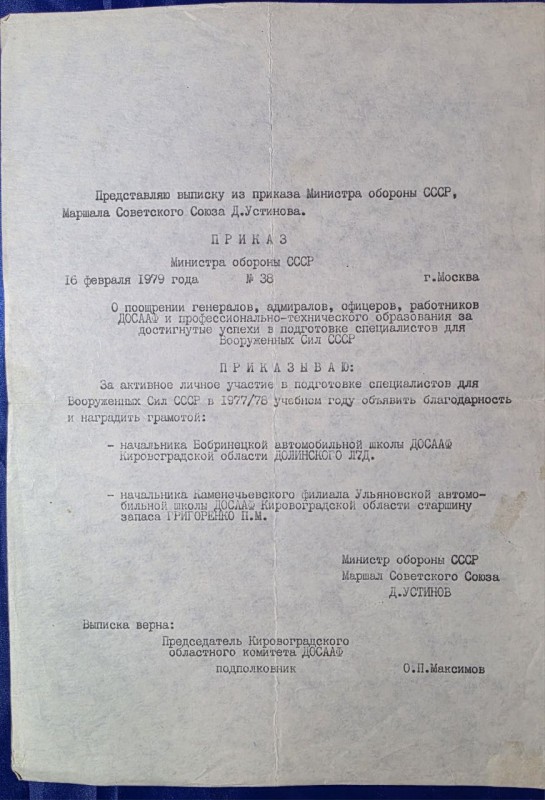 Представляю выписку из приказа Министра обороны СССР,
Маршала Советского Союза Д.Устинова.
П Р И К А З
Министра обороны СССР
16 февраля 1979 года № 38 г.Москва
О поощрении генералов, адмиралов, офицеров, работников
ДОСААФ и профессионально-технического образования за
достигнутые успехи в подготовке специалистов для
Вооруженных Сил СССР
П Р И К А З Ы В А Ю:
За активное личное участие в подготовке специалистов для
Вооруженных Сил СССР в 1977/78 учебном году объявить благодарность
и наградить грамотой:
- начальника Бобринецкой автомобильной школы ДОСААФ
Кировоградской области ДОЛИНСКОГО
- начальника Каменечьевского филиала Ульяновской автомо-
бильной школы ДОСААФ Кировоградской области старшину
запаса ГРИГОРЕНКО П.М.
Министр обороны СССР
Маршал Советского Союза
Д.УСТИНОВ
Выписка верна:
Председатель Кировоградского
областного комитета ДОСААФ
подполковник О.П.Максимов